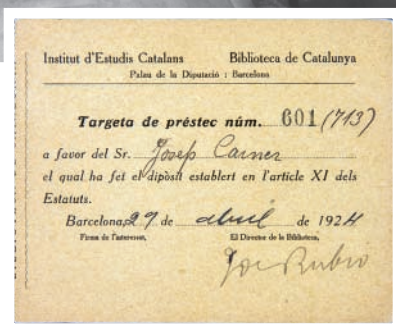 Institut d'Estudis Catalans Biblioteca de Catalunya
Palau de la Diputació : Barcelona
Targeta de préstec núm. 601 (713)
a favor del Sr. Josep Carner
el qual ha fet el dipòsit establert en l'article XI dels
Estatuts.
Barcelona, 29 de abril de 1924
Firma de l'interessat, El Director de la Biblioteca,
Jor Rubio